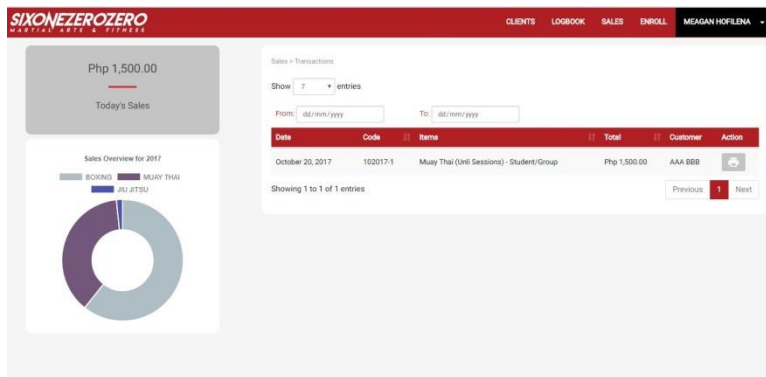 SIXONEZEROZERO
MARTIAL ARTS & FITNESS
CLIENTS LOGBOOK SALES ENROLL MEAGAN HOFILENA
Php 1,500.00
Today's Sales
Sales Overview for 2017
BOXING MUAY THAI
JIU JITSU
Sales > Transactions
Show 7 entries
From: dd/mm/yyyy To: dd/mm/yyyy
Date Code Items Total Customer Action
October 20, 2017 102017-1 Muay Thai (Unli Sessions) - Student/Group Php 1,500.00 AAA BBB
Showing 1 to 1 of 1 entries
Previous 1 Next